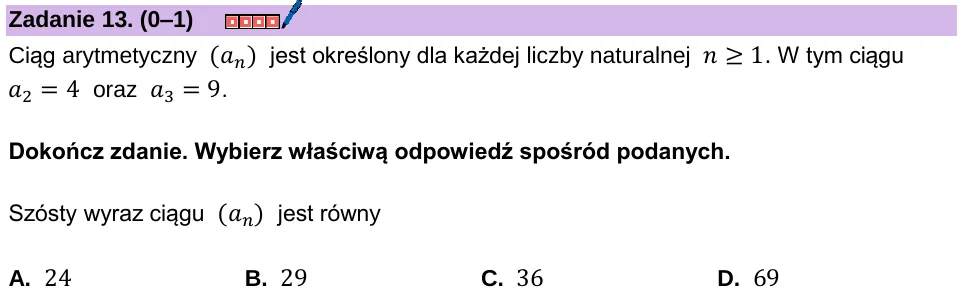 Zadanie 13. (0–1)
Ciąg arytmetyczny (aₙ) jest określony dla każdej liczby naturalnej n ≥ 1. W tym ciągu
a₂ = 4 oraz a₃ = 9.
Dokończ zdanie. Wybierz właściwą odpowiedź spośród podanych.
Szósty wyraz ciągu (aₙ) jest równy
A. 24 B. 29 C. 36 D. 69